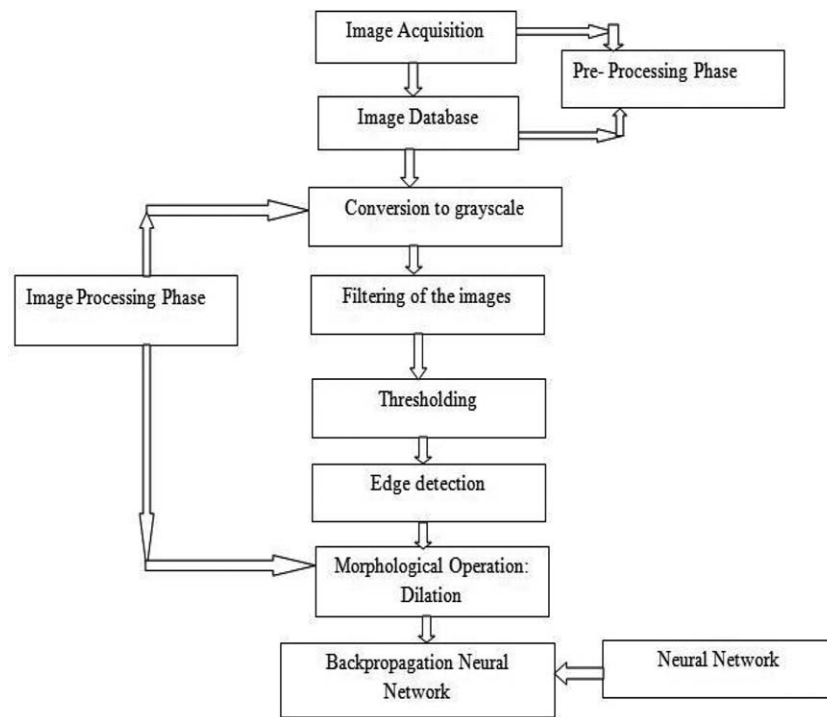 Image Acquisition
Pre- Processing Phase
Image Database
Conversion to grayscale
Image Processing Phase
Filtering of the images
Thresholding
Edge detection
Morphological Operation:
Dilation
Backpropagation Neural
Network
Neural Network